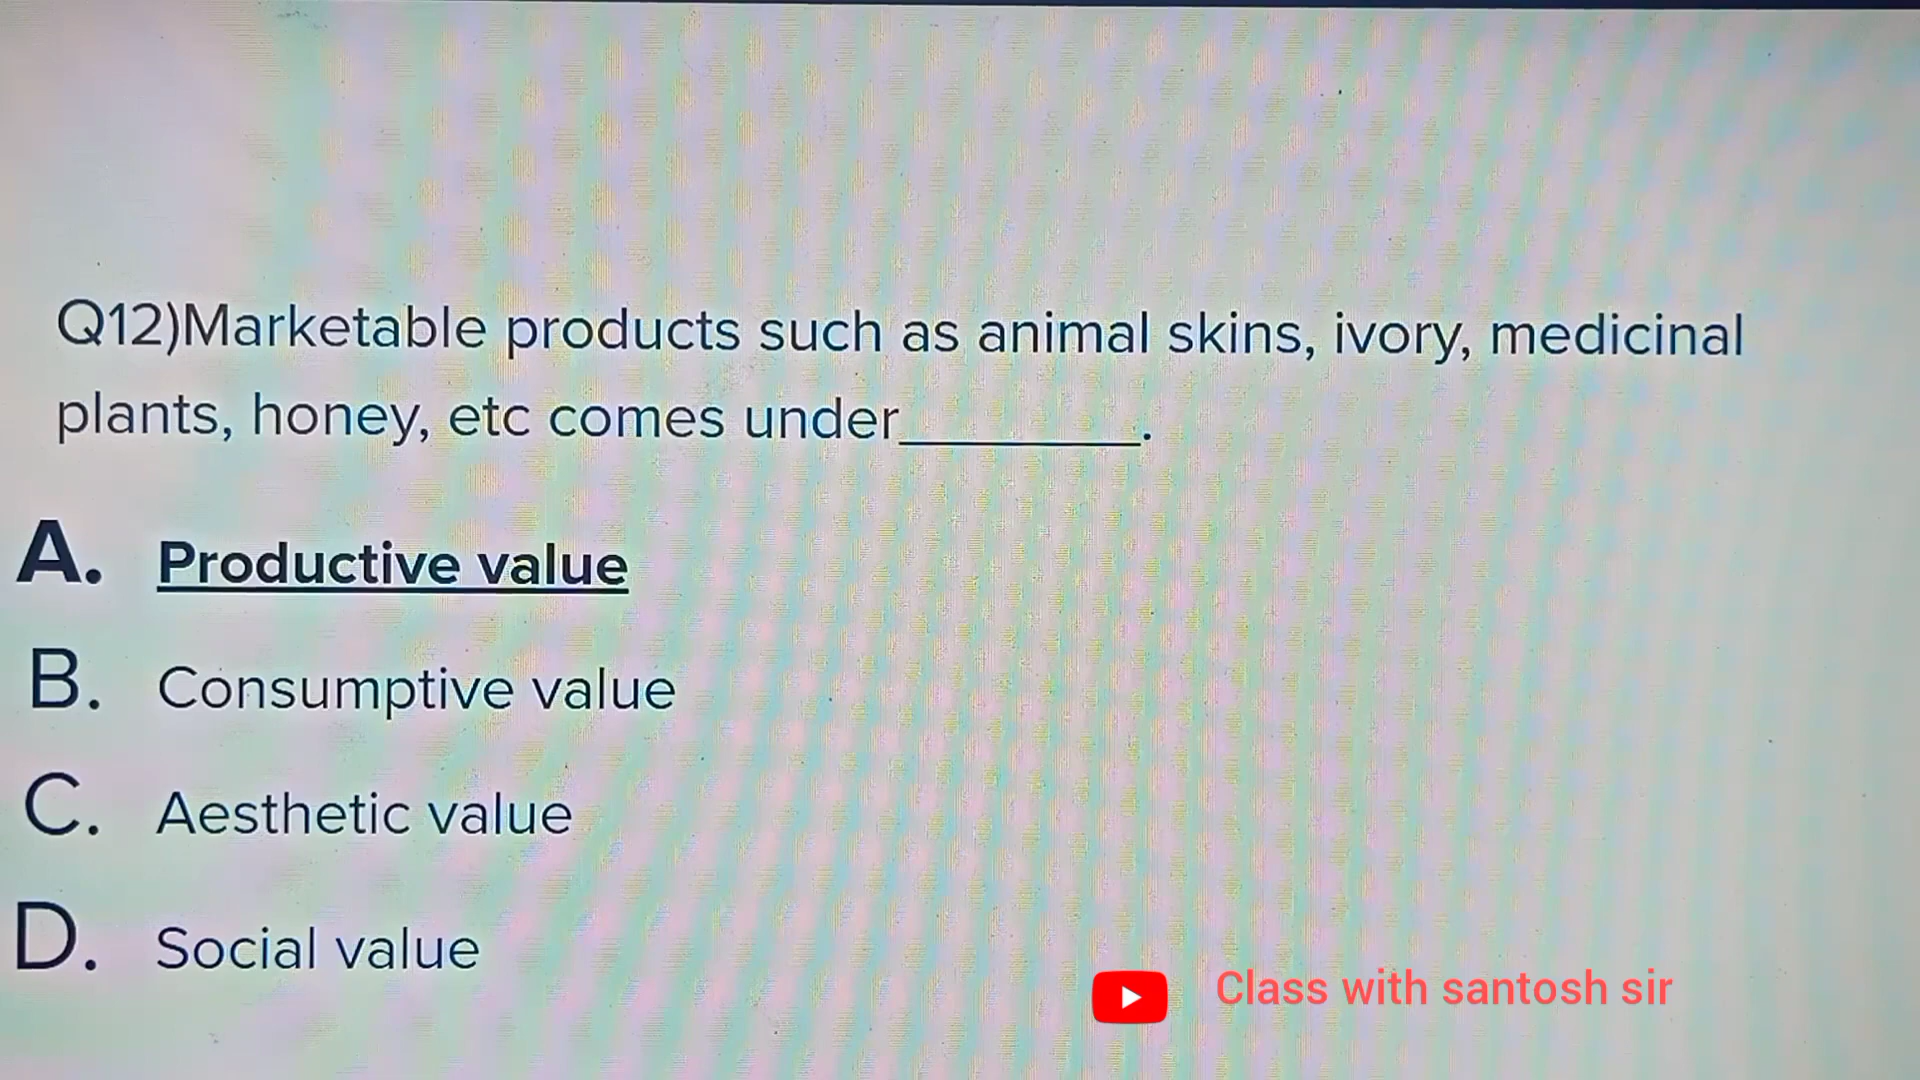 Q12)Marketable products such as animal skins, ivory, medicinal
plants, honey, etc comes under_________.
A. Productive value
B. Consumptive value
C. Aesthetic value
D. Social value
Class with santosh sir